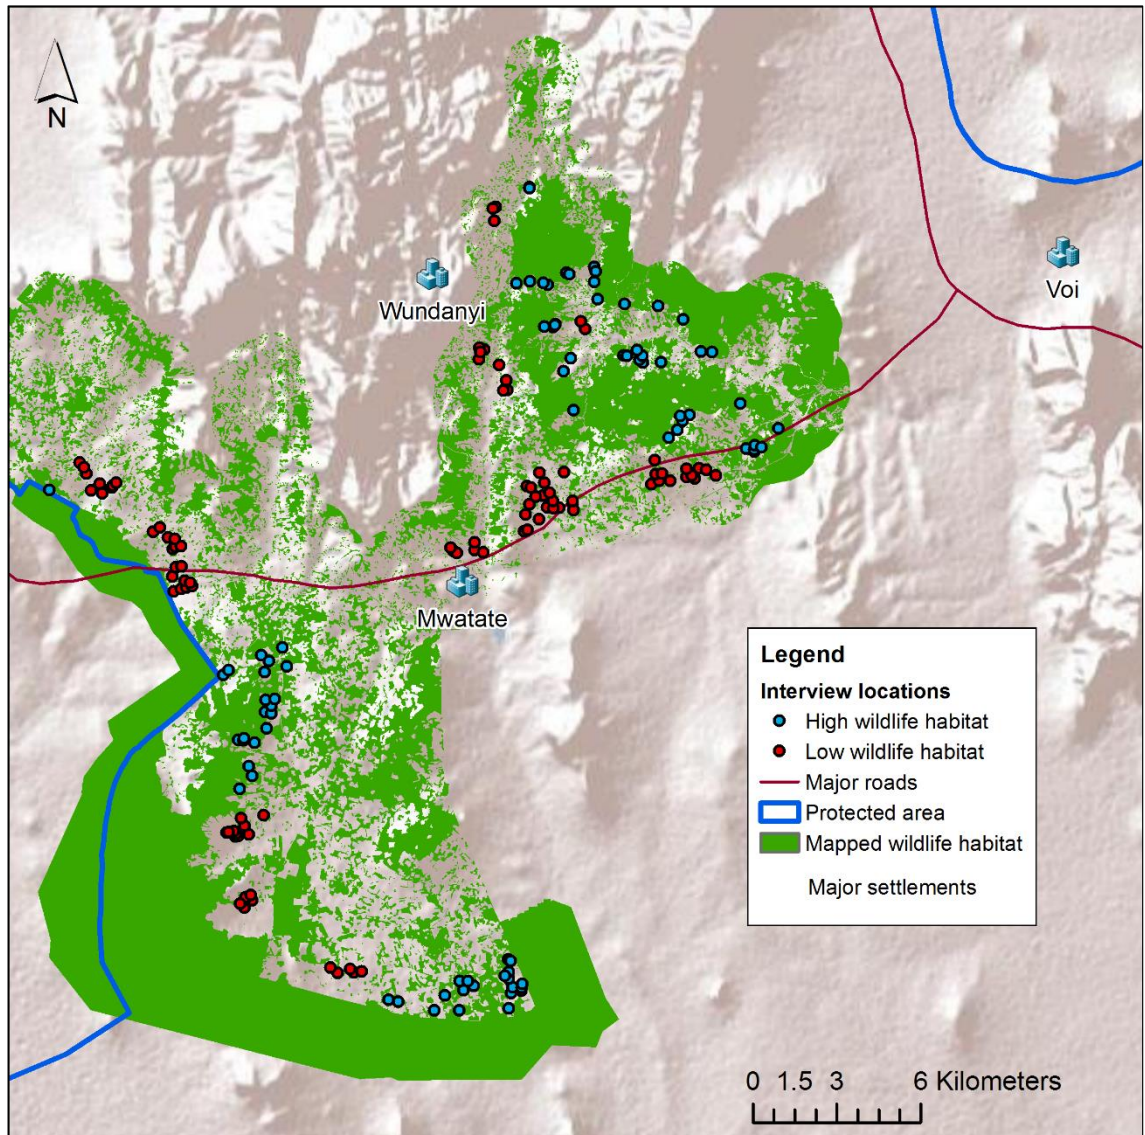 N
Wundanyi
Voi
Mwatate
Legend
Interview locations
High wildlife habitat
Low wildlife habitat
Major roads
Protected area
Mapped wildlife habitat
Major settlements
0 1.5 3 6 Kilometers